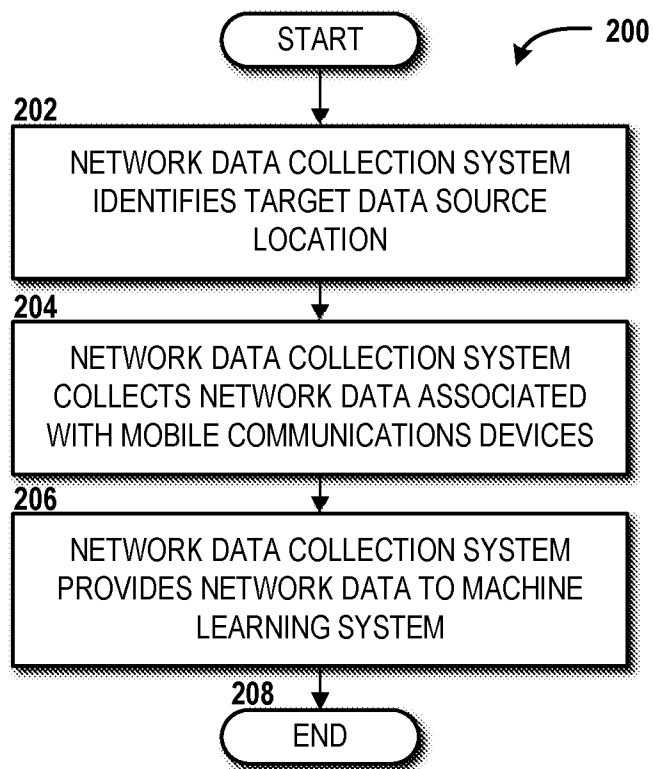 START
200
202
NETWORK DATA COLLECTION SYSTEM
IDENTIFIES TARGET DATA SOURCE
LOCATION
204
NETWORK DATA COLLECTION SYSTEM
COLLECTS NETWORK DATA ASSOCIATED
WITH MOBILE COMMUNICATIONS DEVICES
206
NETWORK DATA COLLECTION SYSTEM
PROVIDES NETWORK DATA TO MACHINE
LEARNING SYSTEM
208
END